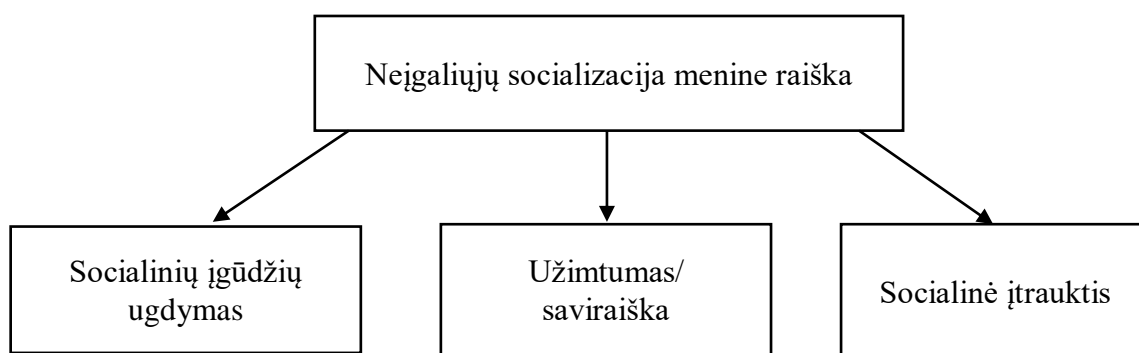 Neįgaliųjų socializacija menine raiška
Socialinių įgūdžių
ugdymas
Užimtumas/
saviraiška
Socialinė įtrauktis